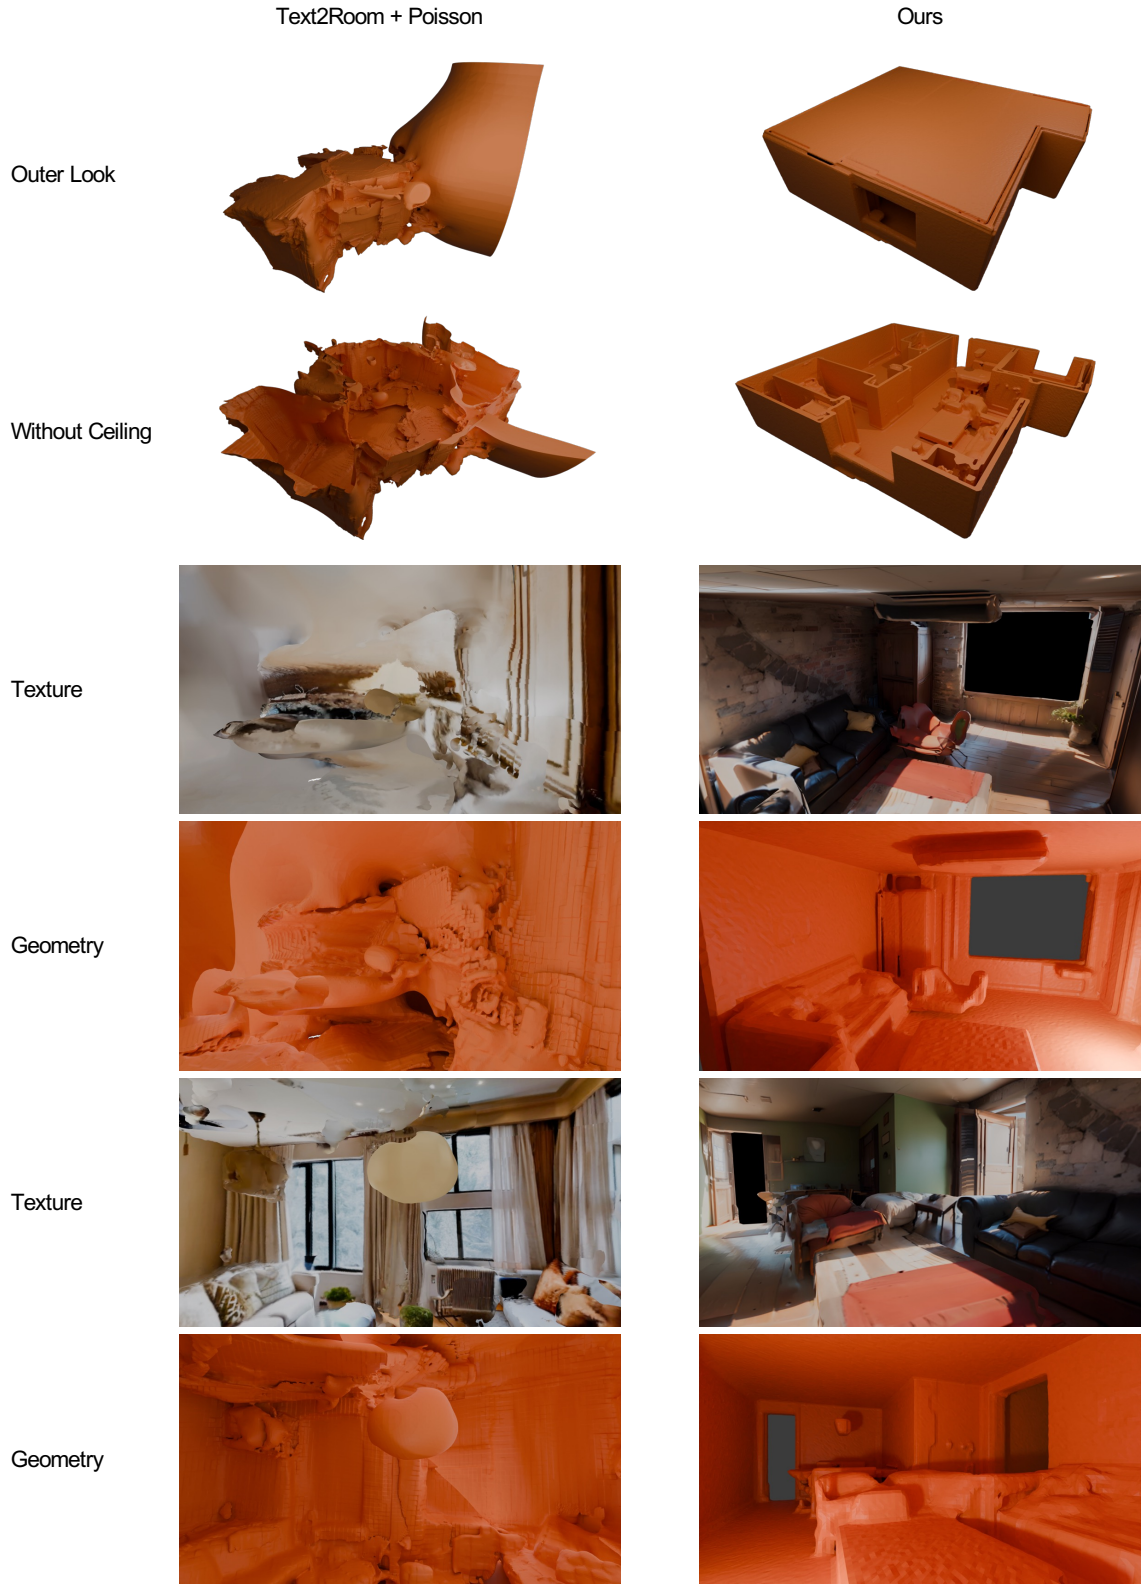 Text2Room + Poisson
Ours
Outer Look
Without Ceiling
Texture
Geometry
Texture
Geometry